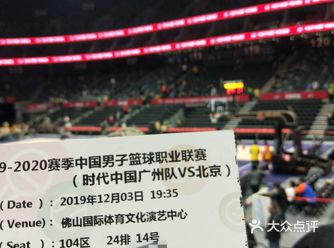 9-2020赛季中国男子篮球职业联赛
（时代中国广州队VS北京）
(Date ) : 2019年12月03日 19:35
(Venue): 佛山国际体育文化演艺中心
104区 24排 14号
大众点评